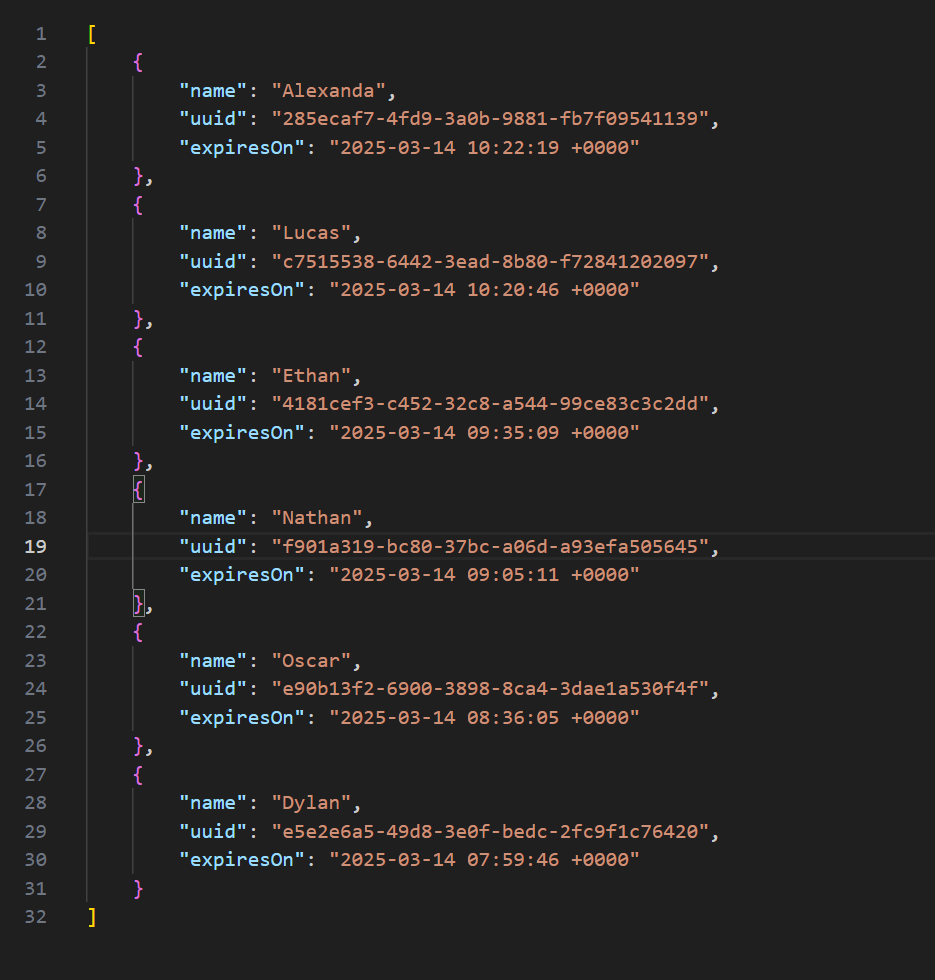 1 [
2 {
3 "name": "Alexanda",
4 "uuid": "285ecaf7-4fd9-3a0b-9881-fb7f09541139",
5 "expiresOn": "2025-03-14 10:22:19 +0000"
6 },
7 {
8 "name": "Lucas",
9 "uuid": "c7515538-6442-3ead-8b80-f72841202097",
10 "expiresOn": "2025-03-14 10:20:46 +0000"
11 },
12 {
13 "name": "Ethan",
14 "uuid": "4181cef3-c452-32c8-a544-99ce83c3c2dd",
15 "expiresOn": "2025-03-14 09:35:09 +0000"
16 },
17 {
18 "name": "Nathan",
19 "uuid": "f901a319-bc80-37bc-a06d-a93efa505645",
20 "expiresOn": "2025-03-14 09:05:11 +0000"
21 },
22 {
23 "name": "Oscar",
24 "uuid": "e90b13f2-6900-3898-8ca4-3dae1a530f4f",
25 "expiresOn": "2025-03-14 08:36:05 +0000"
26 },
27 {
28 "name": "Dylan",
29 "uuid": "e5e2e6a5-49d8-3e0f-bedc-2fc9f1c76420",
30 "expiresOn": "2025-03-14 07:59:46 +0000"
31 }
32 ]